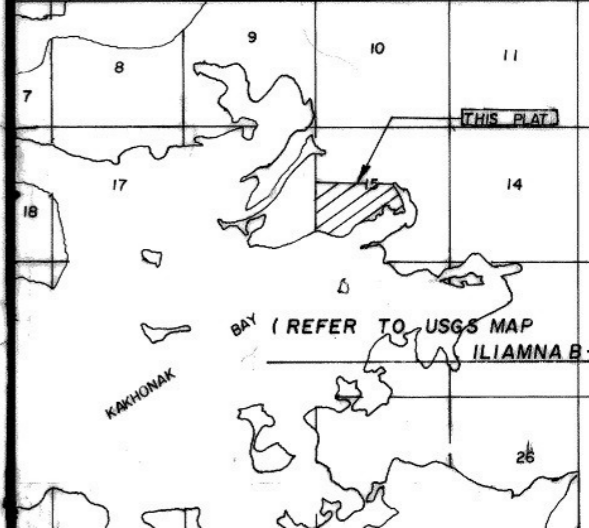 9
10
11
8
7
THIS PLAT
17
15
14
18
BAY
( REFER TO USGS MAP
ILIAMNA B-
KAKHONAK
26